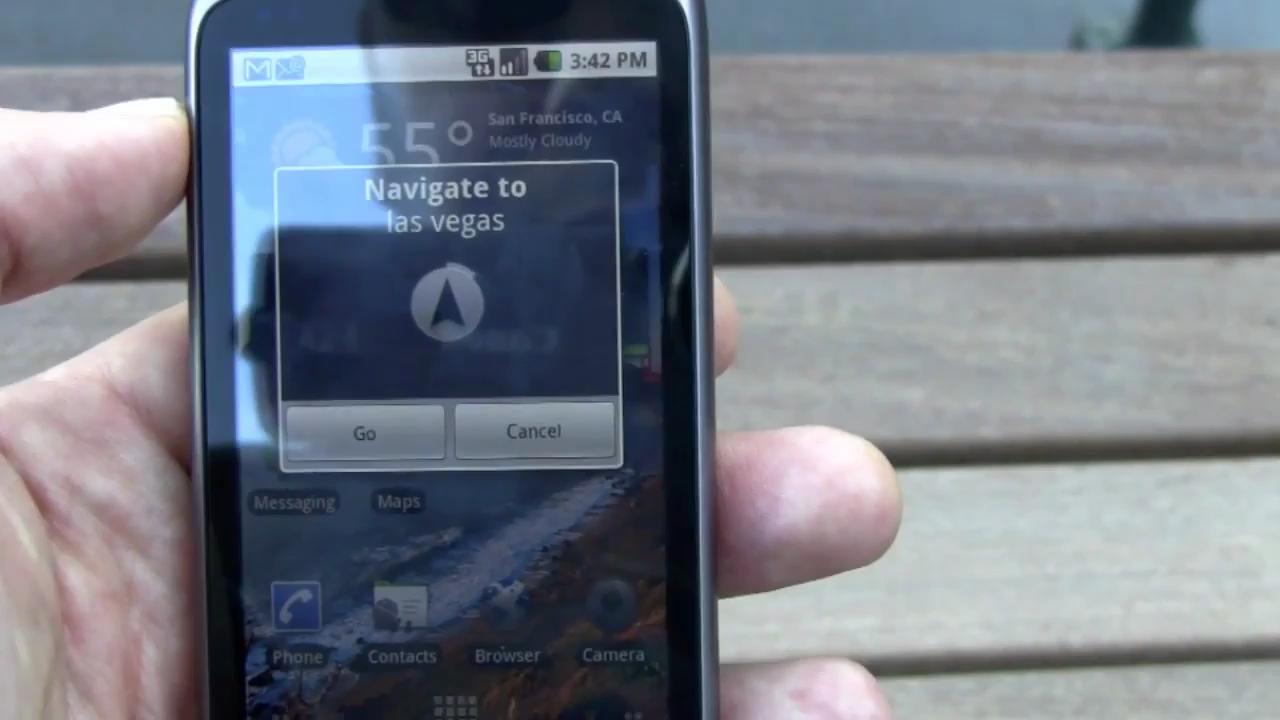 3G 3:42 PM
55° San Francisco, CA
Mostly Cloudy
Navigate to
las vegas
Go Cancel
Messaging Maps
Phone Contacts Browser Camera